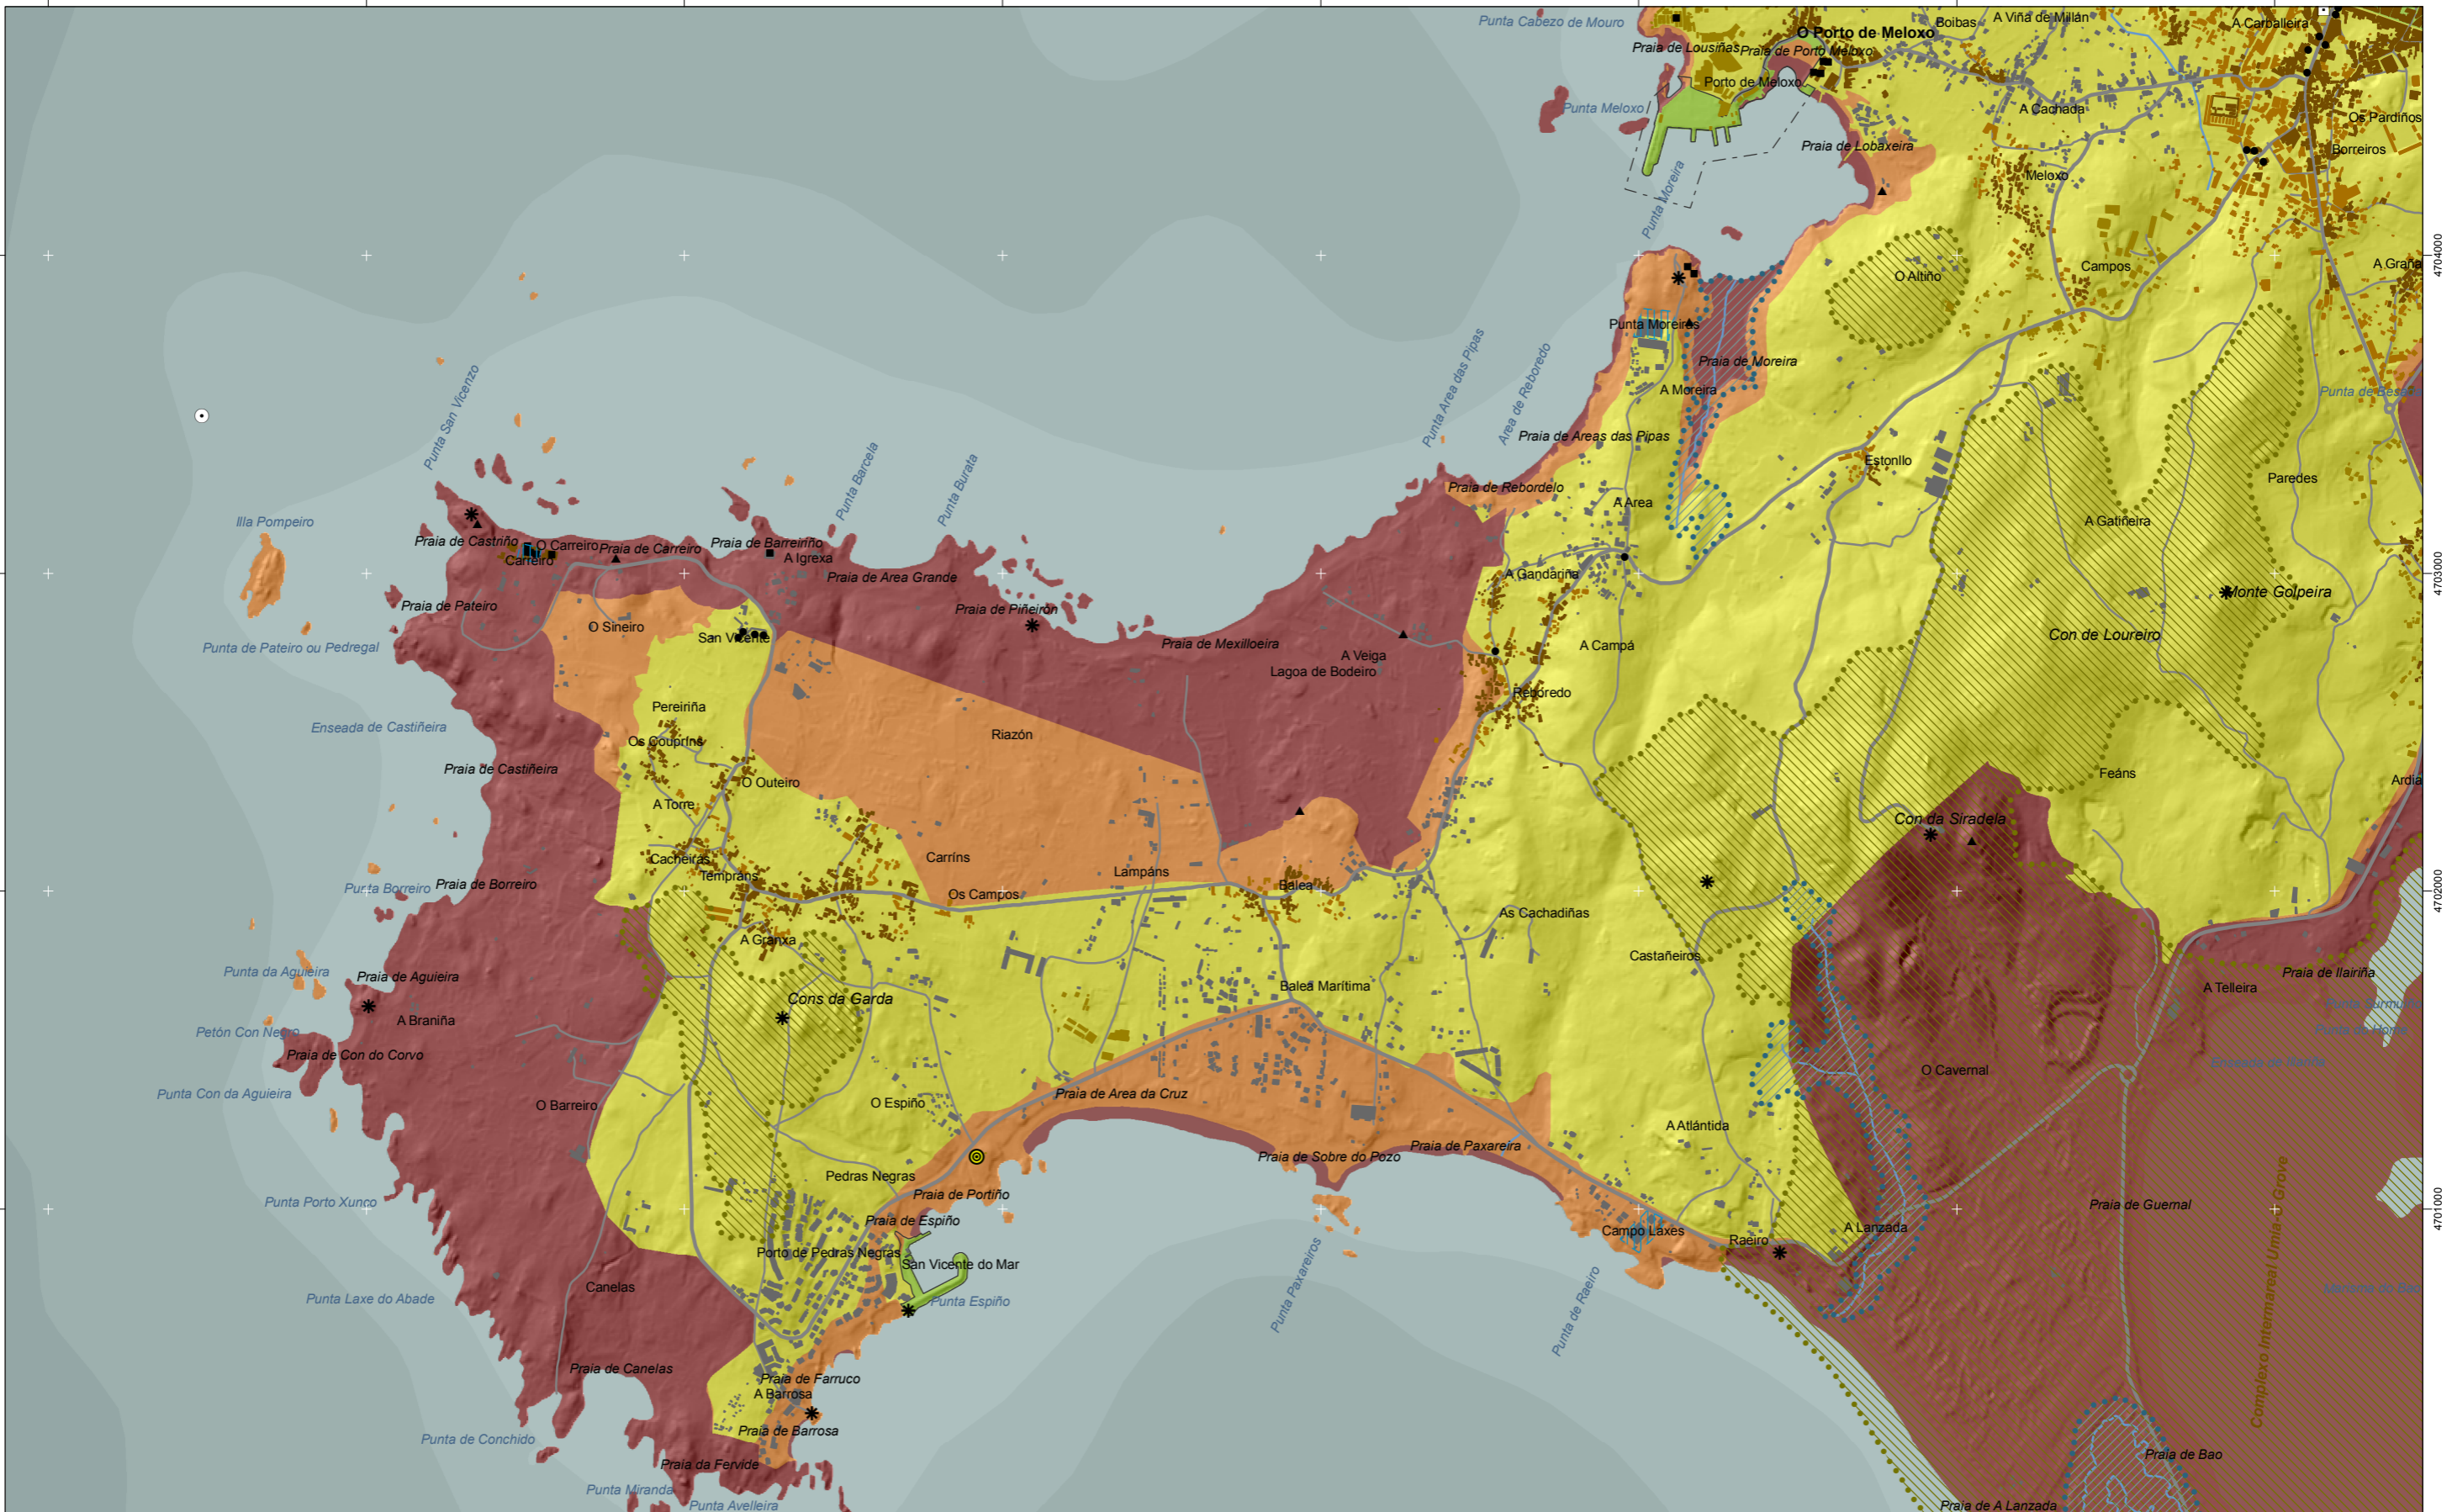 Punta Cabezo de Mouro
Boibas
A Viña de Millán
A Carballeira
O Porto de Meloxo
Praia de Lousiñas
Praia de Porto Meloxo
Porto de Meloxo
Punta Meloxo
A Cachada
Os Pardiños
Praia de Lobaxeira
Borreiros
Meloxo
Punta Moreira
4704000
O Altiño
Campos
A Graña
Punta Moreiras
Praia de Moreira
A Moreira
Punta San Vicenzo
Punta Area das Pipas
Area de Reboredo
Praia de Areas das Pipas
Punta Barcela
Punta Burata
Estonllo
Paredes
Praia de Rebordelo
A Area
A Gatiñeira
Illa Pompeiro
Praia de Castriño
O Carreiro
Praia de Carreiro
Carreiro
Praia de Barreiriño
A Igrexa
Praia de Area Grande
A Gandariña
4703000
Praia de Pateiro
Praia de Piñeirón
Monte Golpeira
O Sineiro
San Vicente
Con de Loureiro
Punta de Pateiro ou Pedregal
Praia de Mexilloeira
A Veiga
A Campá
Lagoa de Bodeiro
Reboredo
Pereiriña
Enseada de Castiñeira
Riazón
Os Couprins
Praia de Castiñeira
O Outeiro
Feáns
A Torre
Con da Siradela
Cacheiras
Carríns
Tempráns
Lampáns
Punta Borreiro
Praia de Borreiro
Os Campos
Balea
4702000
As Cachadiñas
A Granxa
Castañeiros
Punta da Aguieira
Praia de Aguieira
Praia de Ilairiña
Balea Marítima
A Telleira
Cons da Garda
A Braniña
Petón Con Negro
Praia de Con do Corvo
O Cavernal
Punta Con da Aguieira
Praia de Area da Cruz
O Barreiro
O Espiño
A Atlántida
Praia de Paxareira
Praia de Sobre do Pozo
Pedras Negras
Praia de Portiño
Punta Porto Xunco
Praia de Guernal
4701000
Praia de Espiño
A Lanzada
Campo Laxes
Raeiro
Porto de Pedras Negras
San Vicente do Mar
Canelas
Punta Laxe do Abade
Punta Espiño
Punta Paxareiros
Punta de Raeiro
Complexo Intermareal Umia-Grove
Praia de Canelas
Praia de Farruco
A Barrosa
Praia de Barrosa
Punta de Conchido
Praia de Bao
Praia da Fervide
Punta Miranda
Punta Avelleira
Praia de A Lanzada